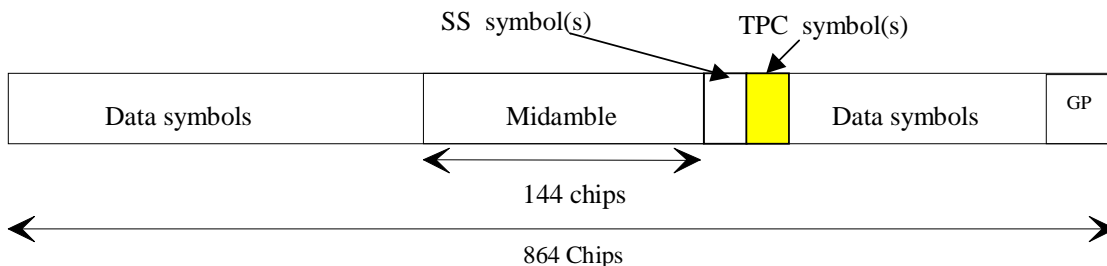 SS symbol(s)
TPC symbol(s)
Data symbols
Midamble
Data symbols
GP
144 chips
864 Chips